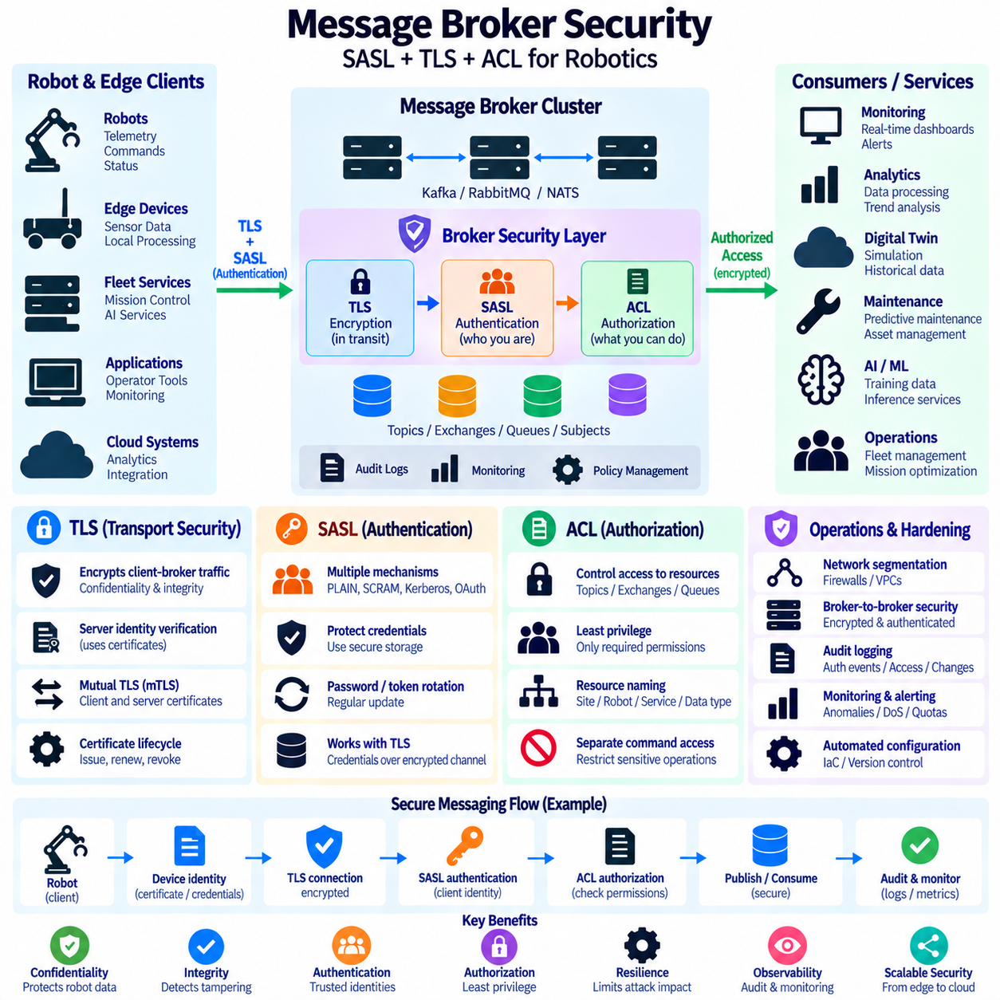 Message Broker Security
SASL + TLS + ACL for Robotics
Robot & Edge Clients
Robots
Telemetry
Commands
Status
Edge Devices
Sensor Data
Local Processing
Fleet Services
Mission Control
AI Services
Applications
Operator Tools
Monitoring
Cloud Systems
Analytics
Integration
TLS
+
SASL
(Authentication)
Message Broker Cluster
Kafka / RabbitMQ / NATS
Broker Security Layer
TLS
Encryption
(in transit)
SASL
Authentication
(who you are)
ACL
Authorization
(what you can do)
Topics / Exchanges / Queues / Subjects
Audit Logs
Monitoring
Policy Management
Authorized
Access
(encrypted)
Consumers / Services
Monitoring
Real-time dashboards
Alerts
Analytics
Data processing
Trend analysis
Digital Twin
Simulation
Historical data
Maintenance
Predictive maintenance
Asset management
AI / ML
Training data
Inference services
Operations
Fleet management
Mission optimization
TLS (Transport Security)
Encrypts client-broker traffic
Confidentiality & integrity
Server identity verification
(uses certificates)
Mutual TLS (mTLS)
Client and server certificates
Certificate lifecycle
Issue, renew, revoke
SASL (Authentication)
Multiple mechanisms
PLAIN, SCRAM, Kerberos, OAuth
Protect credentials
Use secure storage
Password / token rotation
Regular update
Works with TLS
Credentials over encrypted channel
ACL (Authorization)
Control access to resources
Topics / Exchanges / Queues
Least privilege
Only required permissions
Resource naming
Site / Robot / Service / Data type
Separate command access
Restrict sensitive operations
Operations & Hardening
Network segmentation
Firewalls / VPCs
Broker-to-broker security
Encrypted & authenticated
Audit logging
Auth events / Access / Changes
Monitoring & alerting
Anomalies / DoS / Quotas
Automated configuration
IaC / Version control
Secure Messaging Flow (Example)
Robot
(client)
Device identity
(certificate / credentials)
TLS connection
encrypted
SASL authentication
(client identity)
ACL authorization
(check permissions)
Publish / Consume
(secure)
Audit & monitor
(logs / metrics)
Key Benefits
Confidentiality
Protects robot data
Integrity
Detects tampering
Authentication
Trusted identities
Authorization
Least privilege
Resilience
Limits attack impact
Observability
Audit & monitoring
Scalable Security
From edge to cloud